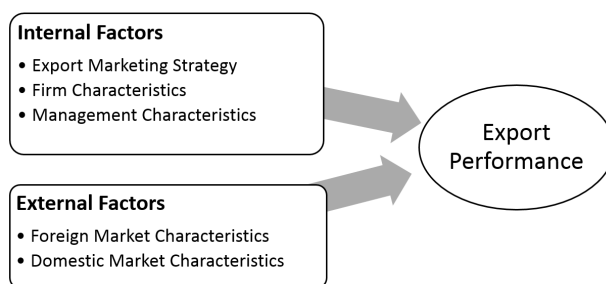 Internal Factors
• Export Marketing Strategy
• Firm Characteristics
• Management Characteristics
External Factors
• Foreign Market Characteristics
• Domestic Market Characteristics
Export
Performance